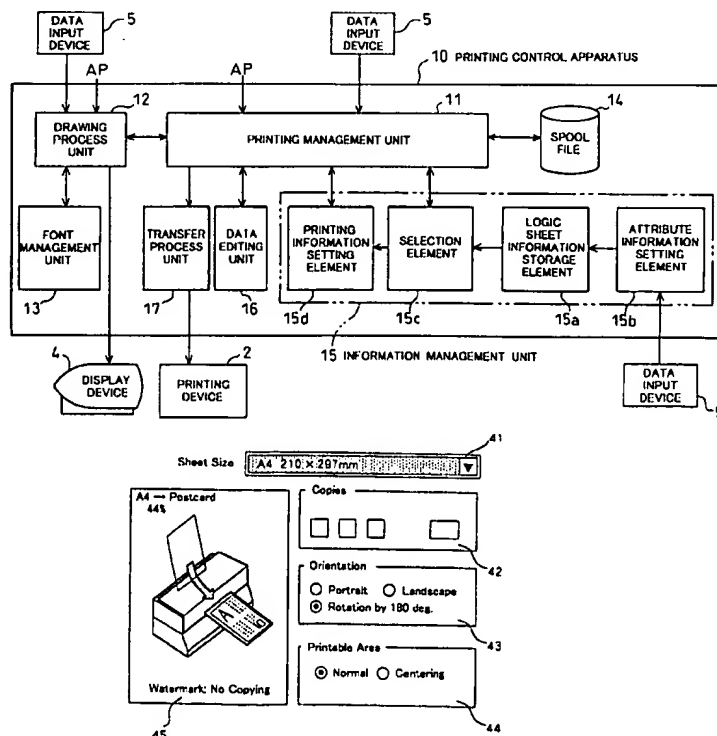 DATA
INPUT
DEVICE
5
DATA
INPUT
DEVICE
5
10 PRINTING CONTROL APPARATUS
AP
12
AP
11
14
DRAWING
PROCESS
UNIT
PRINTING MANAGEMENT UNIT
SPOOL
FILE
FONT
MANAGEMENT
UNIT
TRANSFER
PROCESS
UNIT
DATA
EDITING
UNIT
PRINTING
INFORMATION
SETTING
ELEMENT
SELECTION
ELEMENT
LOGIC
SHEET
INFORMATION
STORAGE
ELEMENT
ATTRIBUTE
INFORMATION
SETTING
ELEMENT
13
17
16
15d
15c
15a
15b
15 INFORMATION MANAGEMENT UNIT
4
DISPLAY
DEVICE
2
PRINTING
DEVICE
DATA
INPUT
DEVICE
Sheet Size
A4 210 × 297mm
41
A4 → Postcard
44%
A
Watermark: No Copying
45
Copies
42
Orientation
Portrait Landscape
Rotation by 180 deg.
43
Printable Area
Normal Centering
44